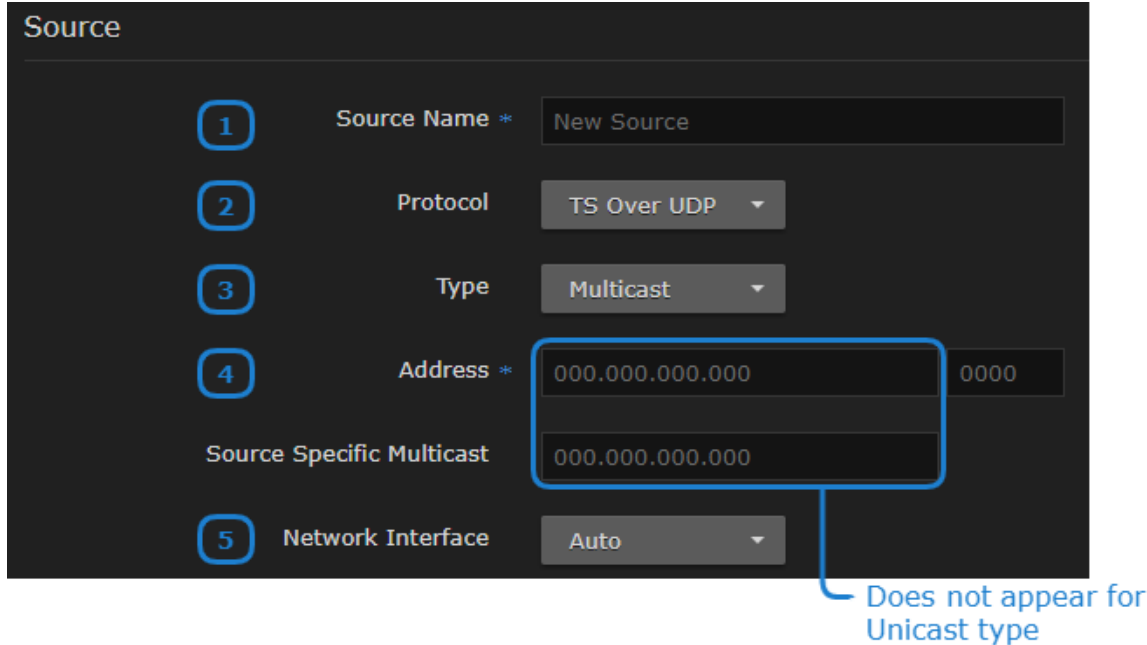 Source
1 Source Name * New Source
2 Protocol TS Over UDP
3 Type Multicast
4 Address * 000.000.000.000 0000
Source Specific Multicast 000.000.000.000
5 Network Interface Auto
Does not appear for
Unicast type